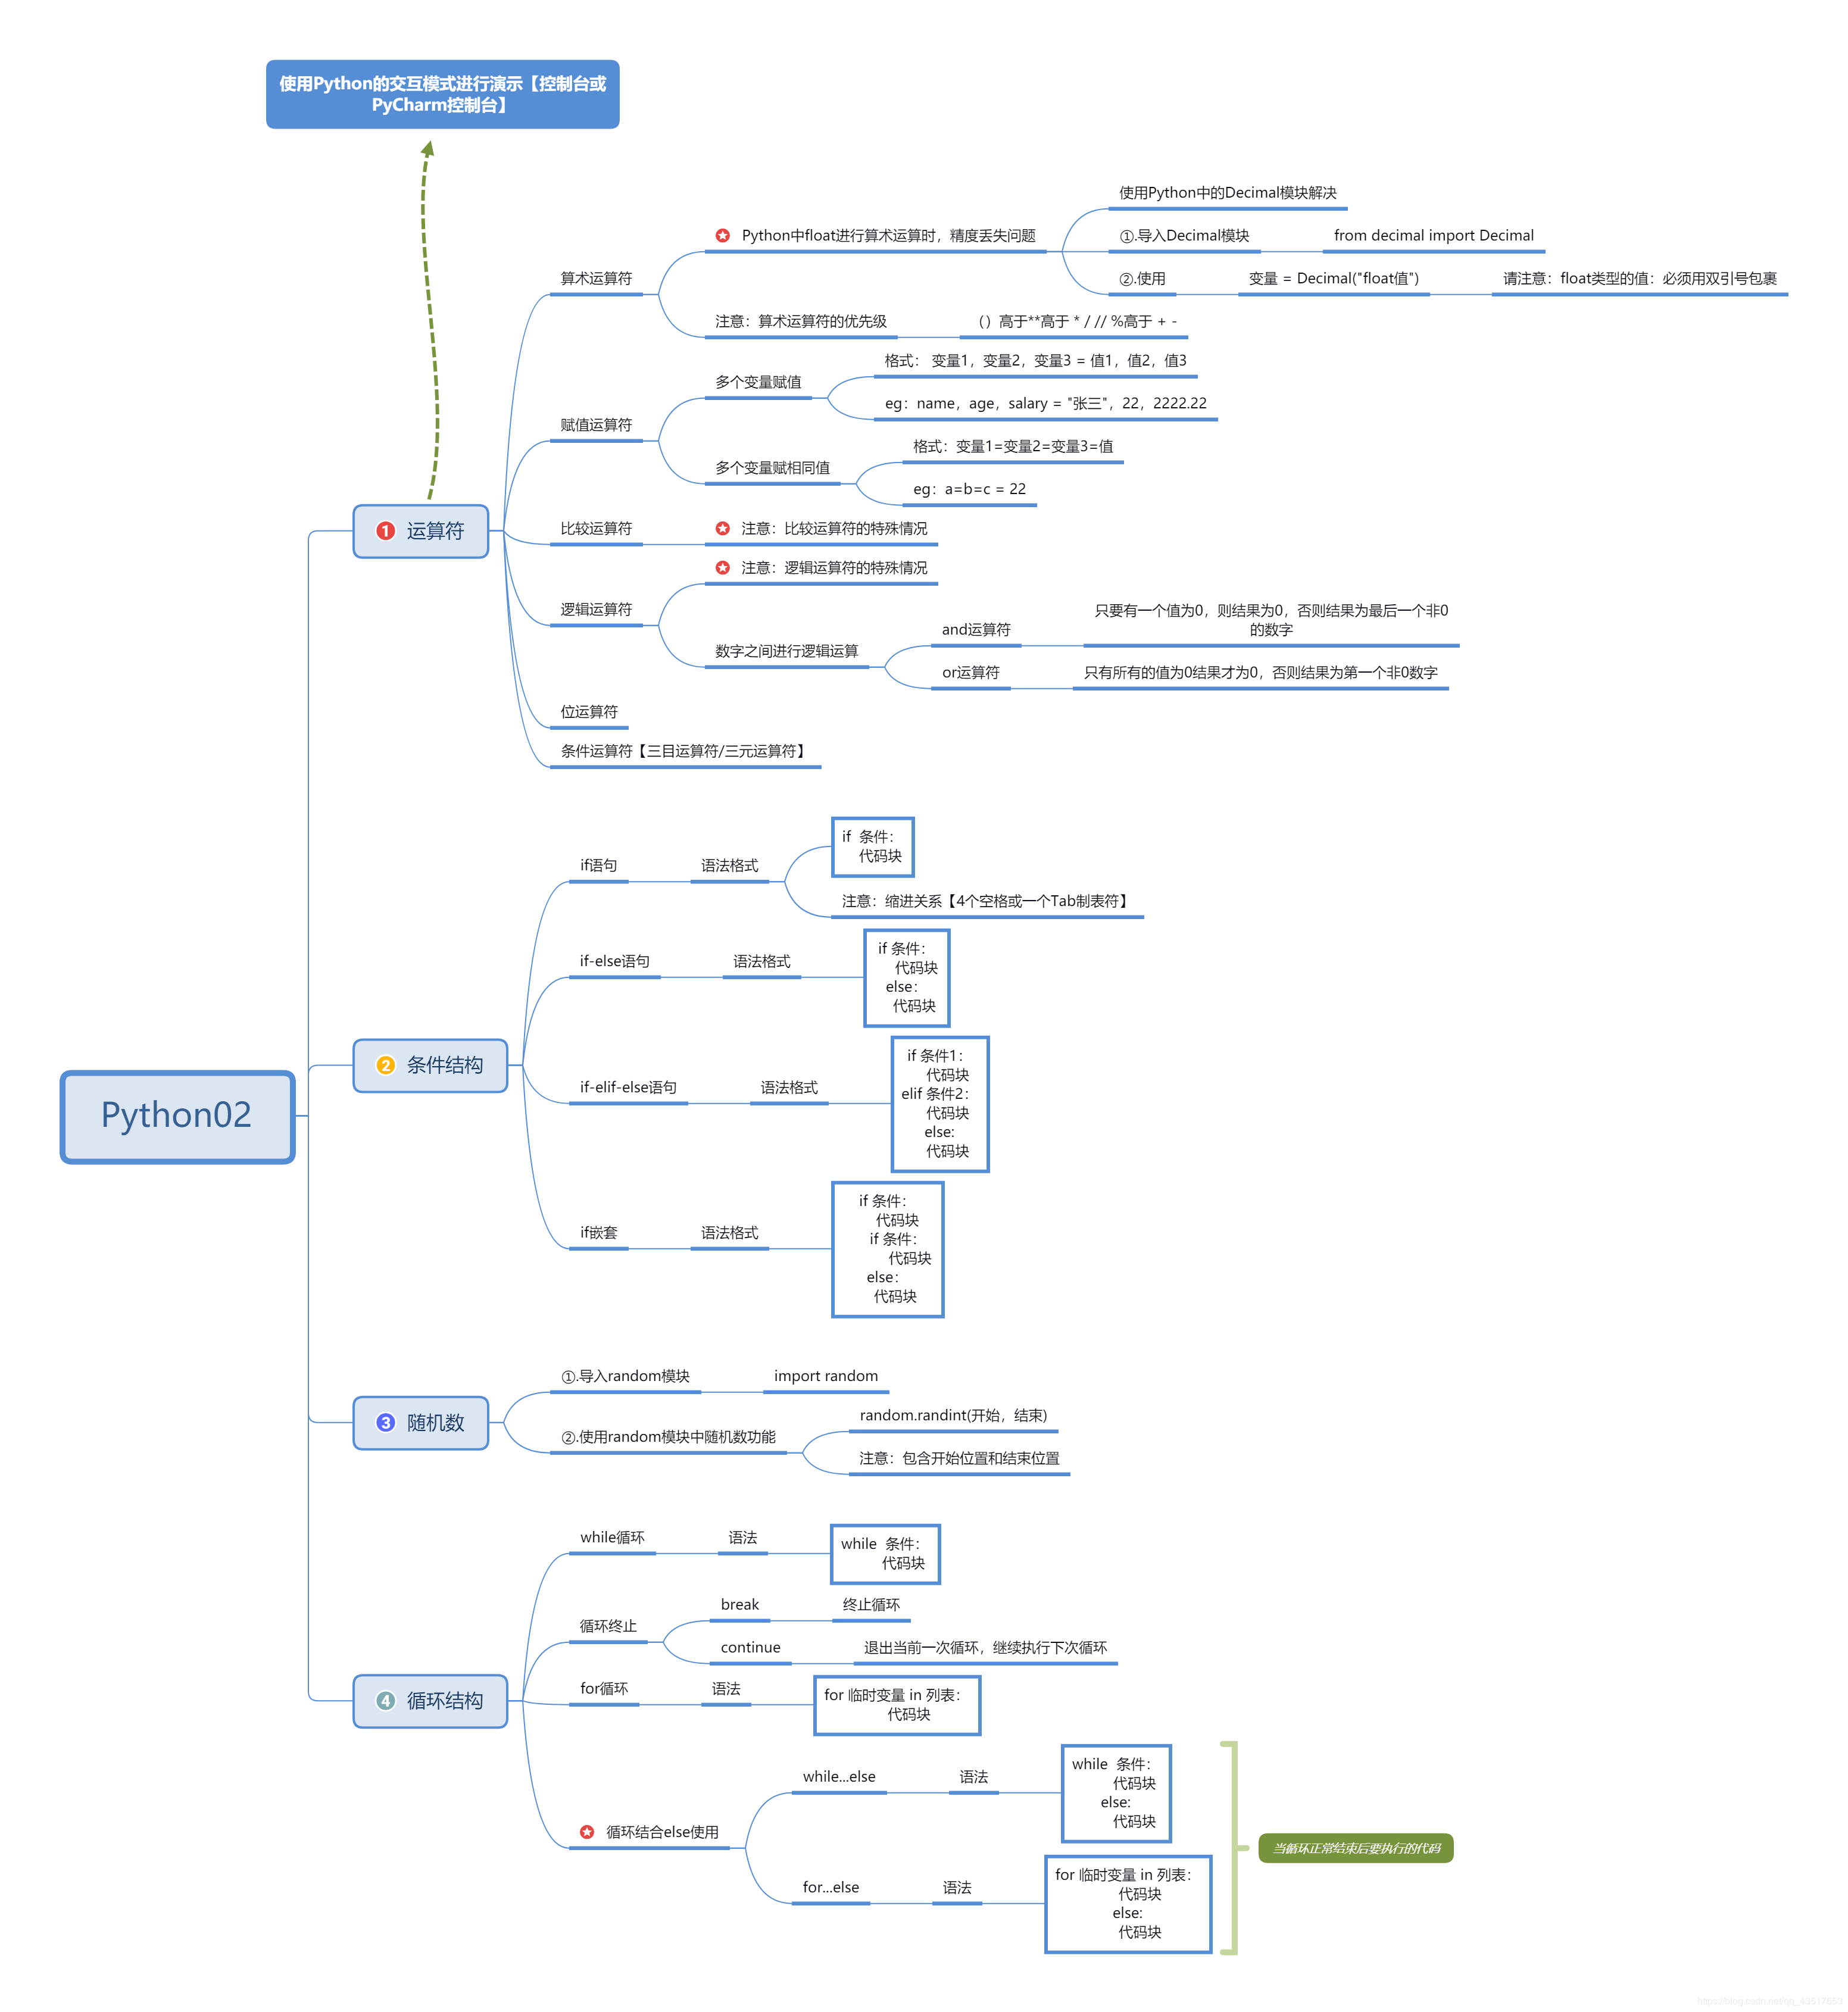 使用Python的交互模式进行演示【控制台或
PyCharm控制台】
Python02
1 运算符
算术运算符
Python中float进行算术运算时，精度丢失问题
使用Python中的Decimal模块解决
①.导入Decimal模块
from decimal import Decimal
②.使用
变量 = Decimal("float值")
请注意：float类型的值：必须用双引号包裹
注意：算术运算符的优先级
（）高于**高于 * / // %高于 + -
赋值运算符
多个变量赋值
格式： 变量1，变量2，变量3 = 值1，值2，值3
eg：name，age，salary = "张三"，22，2222.22
多个变量赋相同值
格式：变量1=变量2=变量3=值
eg：a=b=c = 22
比较运算符
注意：比较运算符的特殊情况
逻辑运算符
注意：逻辑运算符的特殊情况
数字之间进行逻辑运算
and运算符
只要有一个值为0，则结果为0，否则结果为最后一个非0
的数字
or运算符
只有所有的值为0结果才为0，否则结果为第一个非0数字
位运算符
条件运算符【三目运算符/三元运算符】
2 条件结构
if语句
语法格式
if 条件：
代码块
注意：缩进关系【4个空格或一个Tab制表符】
if-else语句
语法格式
if 条件：
代码块
else：
代码块
if-elif-else语句
语法格式
if 条件1：
代码块
elif 条件2：
代码块
else:
代码块
if嵌套
语法格式
if 条件：
代码块
if 条件：
代码块
else：
代码块
3 随机数
①.导入random模块
import random
②.使用random模块中随机数功能
random.randint(开始，结束)
注意：包含开始位置和结束位置
4 循环结构
while循环
语法
while 条件：
代码块
循环终止
break
终止循环
continue
退出当前一次循环，继续执行下次循环
for循环
语法
for 临时变量 in 列表：
代码块
循环结合else使用
while...else
语法
while 条件：
代码块
else:
代码块
for...else
语法
for 临时变量 in 列表：
代码块
else:
代码块
当循环正常结束后要执行的代码